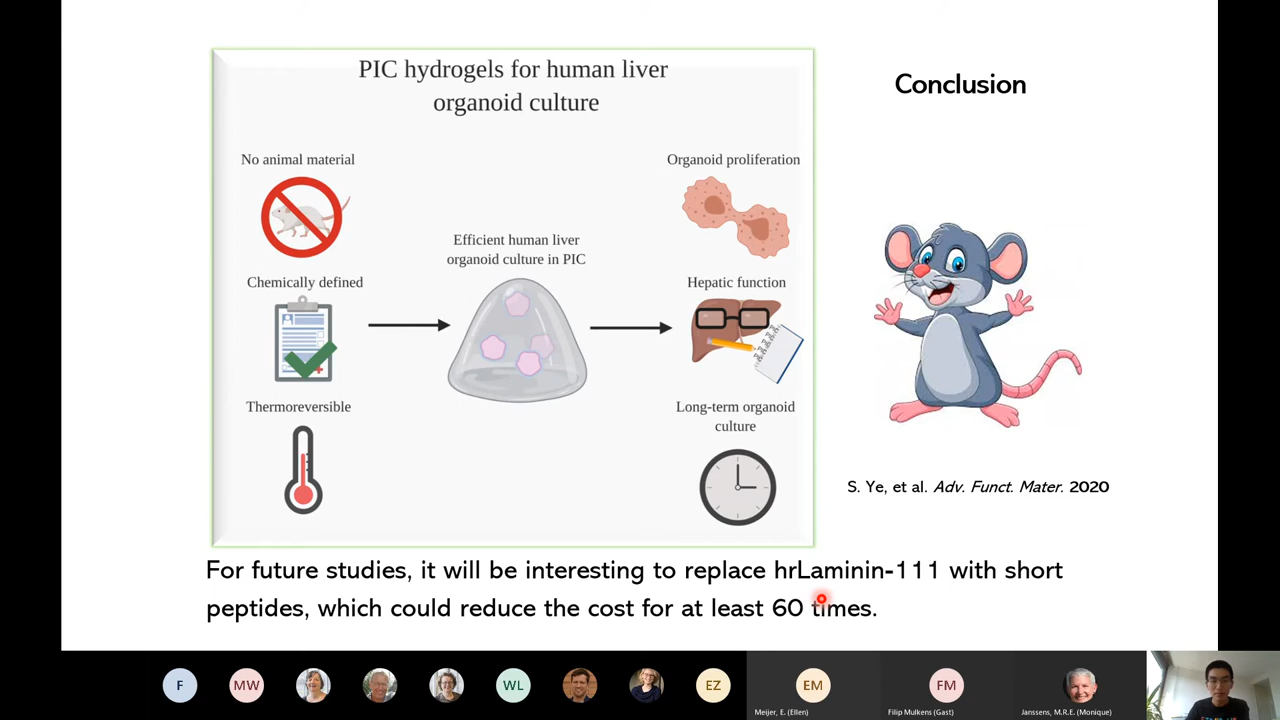 PIC hydrogels for human liver
organoid culture
Conclusion
No animal material
Organoid proliferation
Efficient human liver
organoid culture in PIC
Chemically defined
Hepatic function
Thermoreversible
Long-term organoid
culture
S. Ye, et al. Adv. Funct. Mater. 2020
For future studies, it will be interesting to replace hrLaminin-111 with short
peptides, which could reduce the cost for at least 60 times.
F
MW
WL
EZ
EM
FM
Meijer, E. (Ellen)
Filip Mulkens (Gast)
Janssens, M.R.E. (Monique)